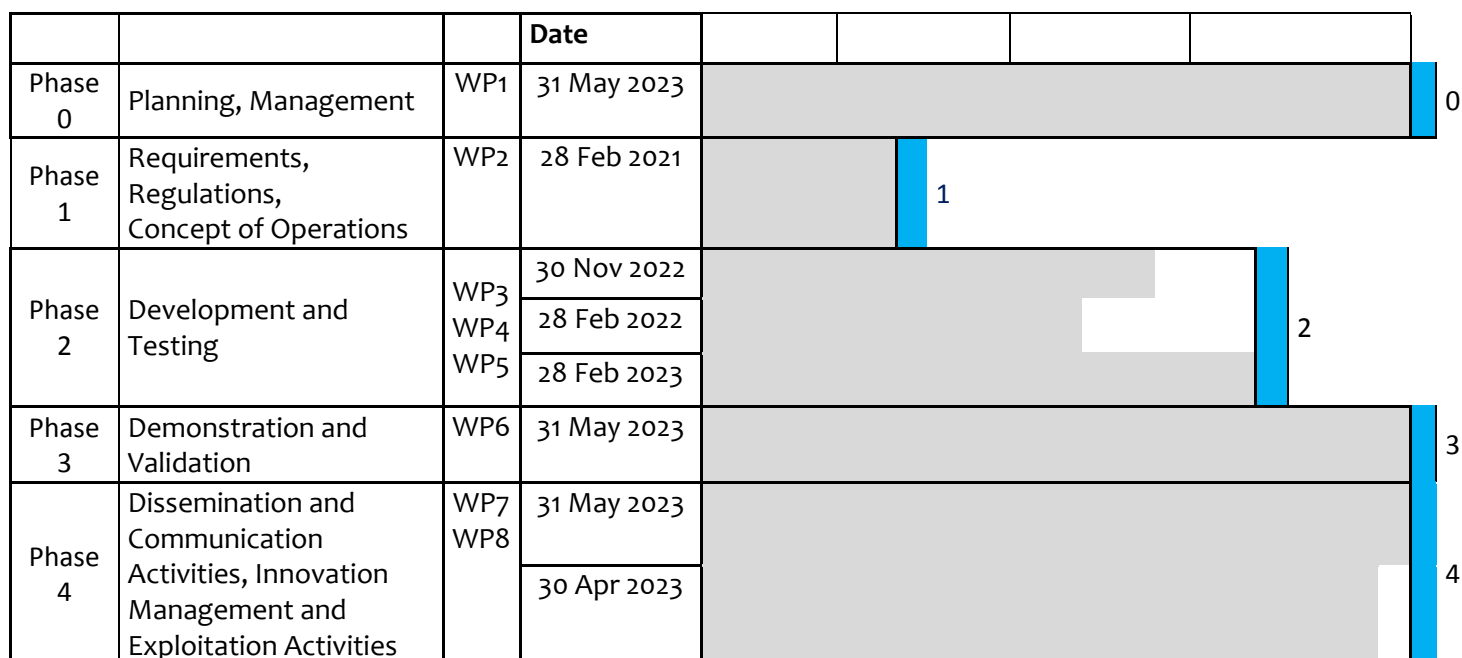 Date
Phase 0
Planning, Management
WP1
31 May 2023
0
Phase 1
Requirements,
Regulations,
Concept of Operations
WP2
28 Feb 2021
1
Phase 2
Development and
Testing
WP3
WP4
WP5
30 Nov 2022
28 Feb 2022
28 Feb 2023
2
Phase 3
Demonstration and
Validation
WP6
31 May 2023
3
Phase 4
Dissemination and
Communication
Activities, Innovation
Management and
Exploitation Activities
WP7
WP8
31 May 2023
30 Apr 2023
4